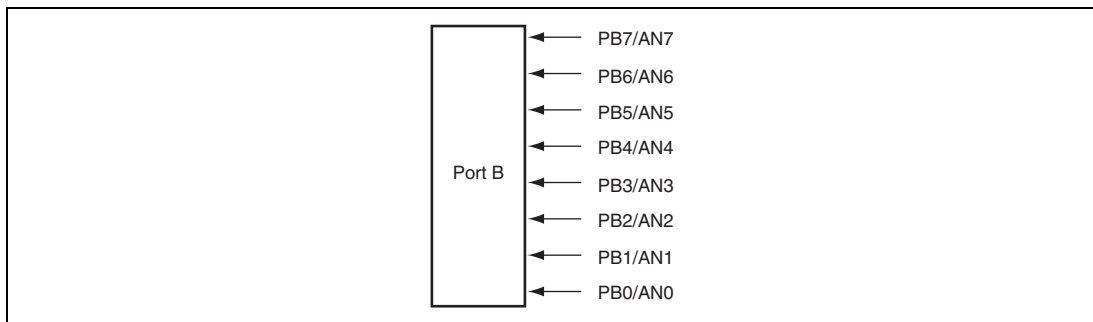 PB7/AN7
PB6/AN6
PB5/AN5
PB4/AN4
Port B
PB3/AN3
PB2/AN2
PB1/AN1
PB0/AN0